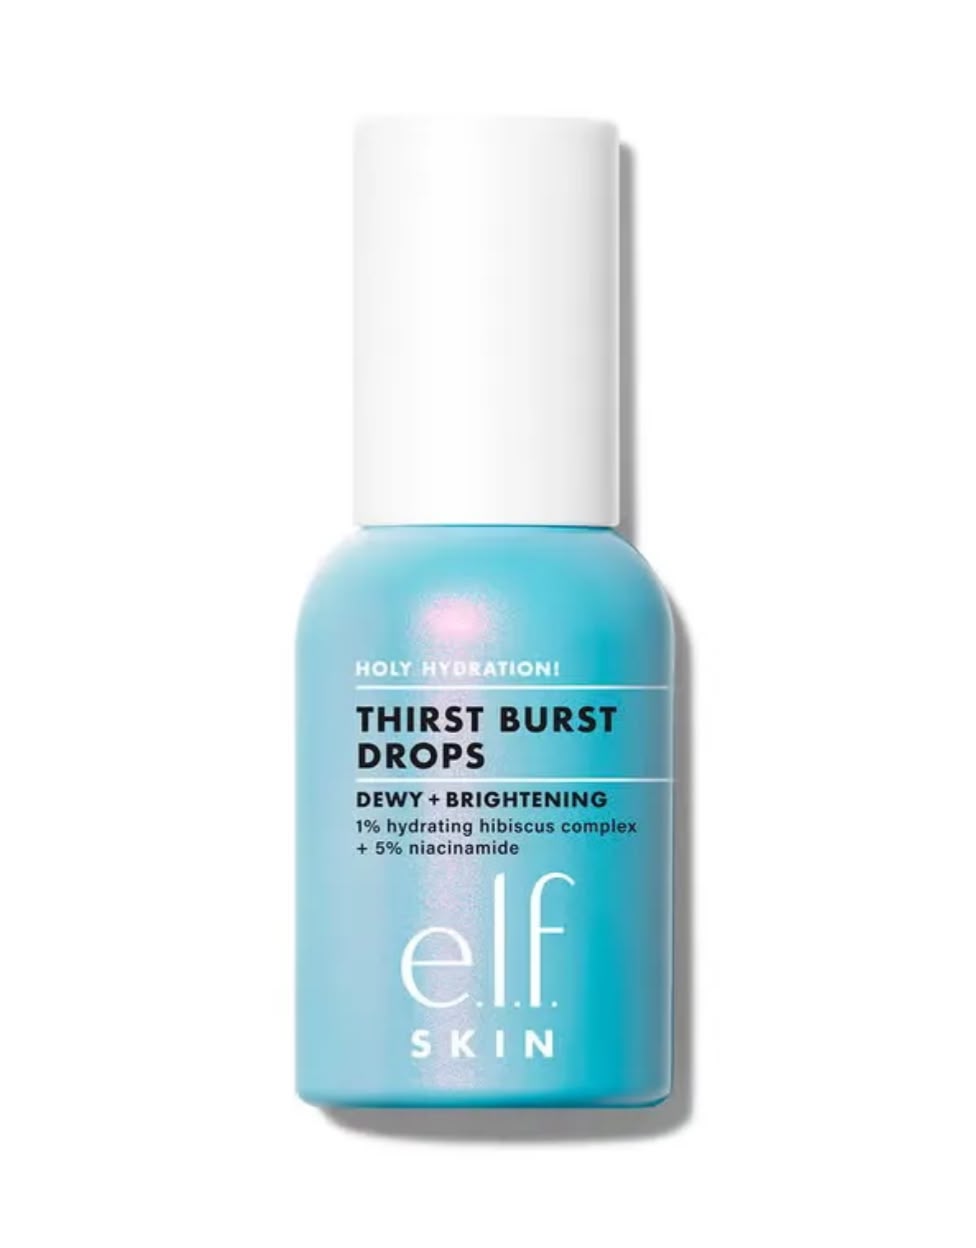 HOLY HYDRATION!
THIRST BURST
DROPS
DEWY + BRIGHTENING
1% hydrating hibiscus complex
+ 5% niacinamide
e.l.f.
SKIN